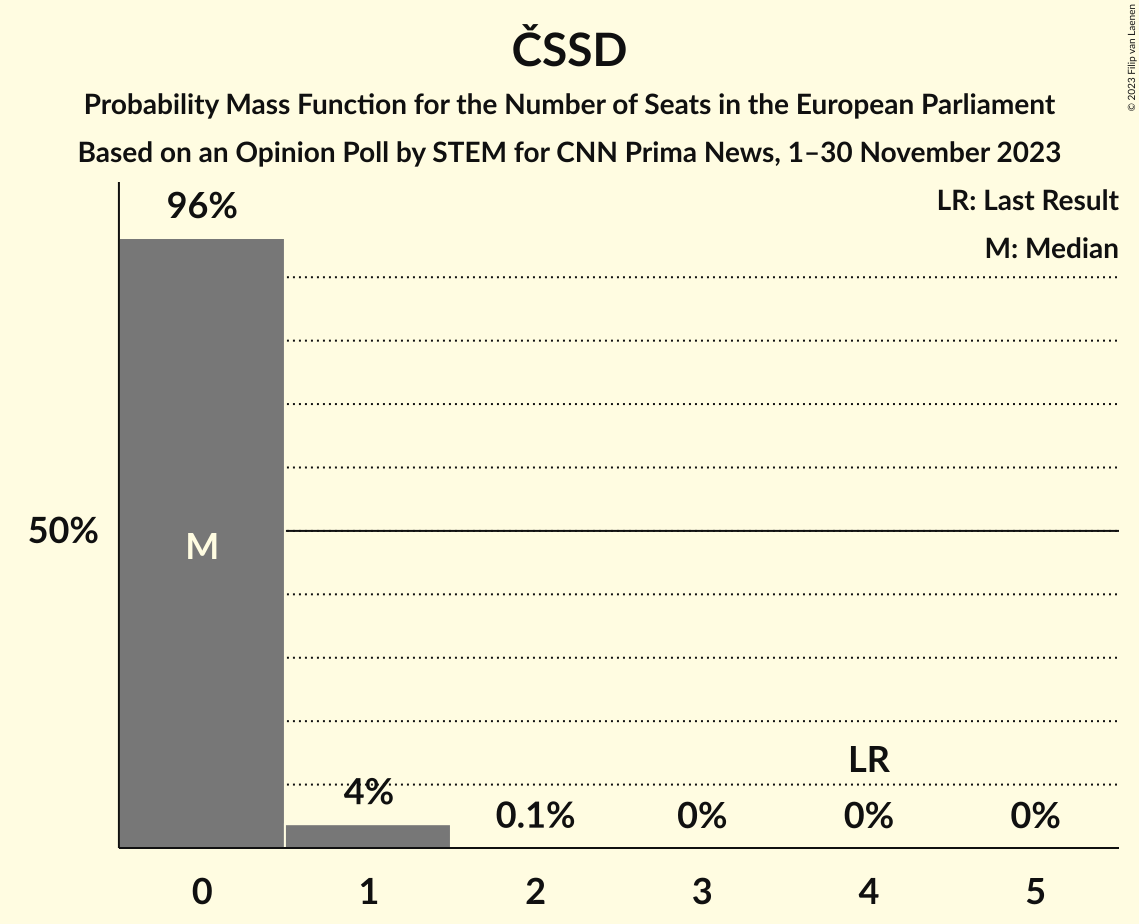 ČSSD
Probability Mass Function for the Number of Seats in the European Parliament
Based on an Opinion Poll by STEM for CNN Prima News, 1–30 November 2023
© 2023 Filip van Laenen
LR: Last Result
M: Median
96%
50%
M
LR
4%
0.1%
0%
0%
0%
0 1 2 3 4 5